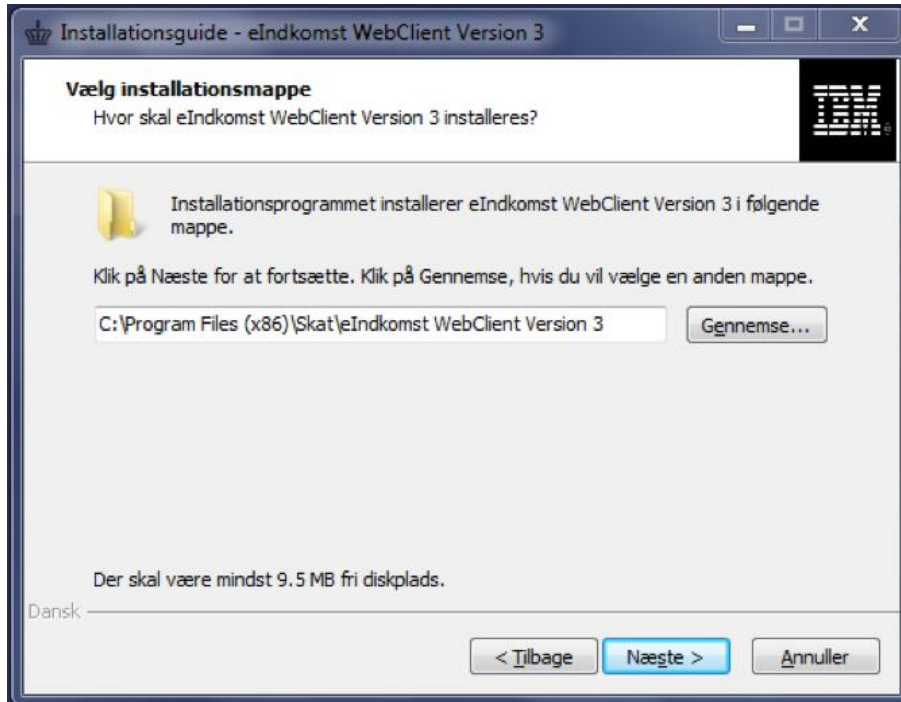 Installationsguide - eIndkomst WebClient Version 3
Vælg installationsmappe
Hvor skal eIndkomst WebClient Version 3 installeres?
IBM
Installationsprogrammet installerer eIndkomst WebClient Version 3 i følgende
mappe.
Klik på Næste for at fortsætte. Klik på Gennemse, hvis du vil vælge en anden mappe.
C:\Program Files (x86)\Skat\eIndkomst WebClient Version 3
Gennemse...
Der skal være mindst 9.5 MB fri diskplads.
Dansk
< Tilbage
Næste >
Annuller